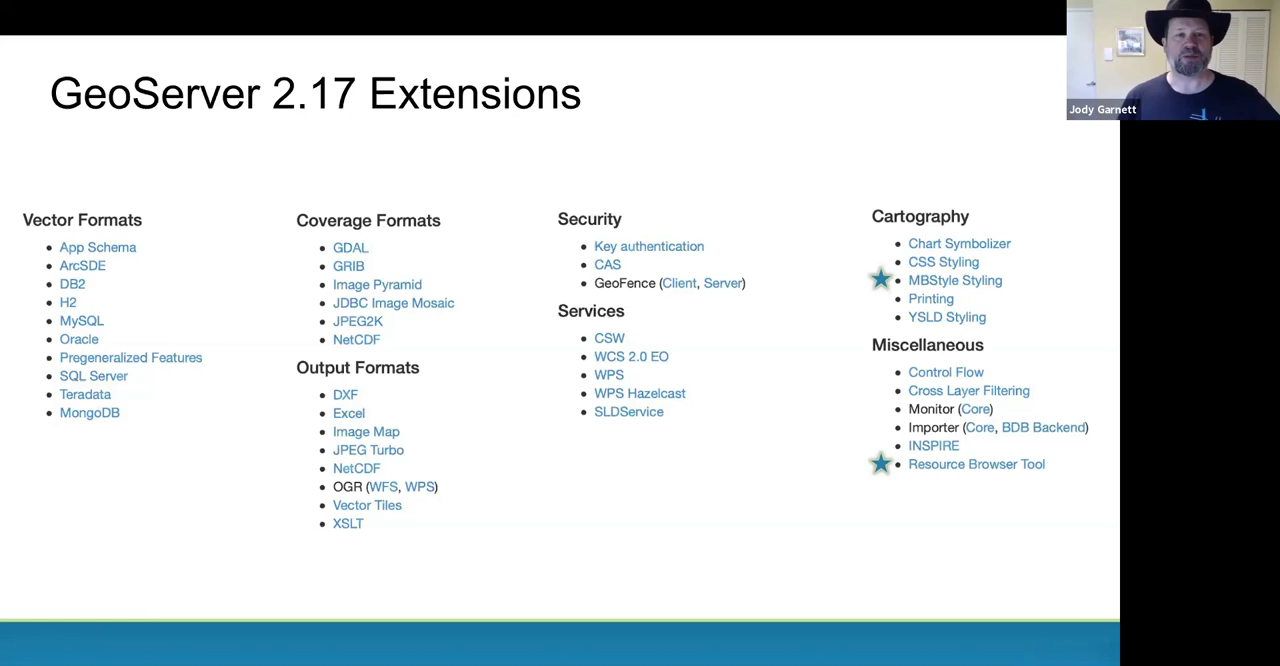 GeoServer 2.17 Extensions
Jody Garnett
Vector Formats
App Schema
ArcSDE
DB2
H2
MySQL
Oracle
Pregeneralized Features
SQL Server
Teradata
MongoDB
Coverage Formats
GDAL
GRIB
Image Pyramid
JDBC Image Mosaic
JPEG2K
NetCDF
Output Formats
DXF
Excel
Image Map
JPEG Turbo
NetCDF
OGR (WFS, WPS)
Vector Tiles
XSLT
Security
Key authentication
CAS
GeoFence (Client, Server)
Services
CSW
WCS 2.0 EO
WPS
WPS Hazelcast
SLDService
Cartography
Chart Symbolizer
CSS Styling
MBStyle Styling
Printing
YSLD Styling
Miscellaneous
Control Flow
Cross Layer Filtering
Monitor (Core)
Importer (Core, BDB Backend)
INSPIRE
Resource Browser Tool